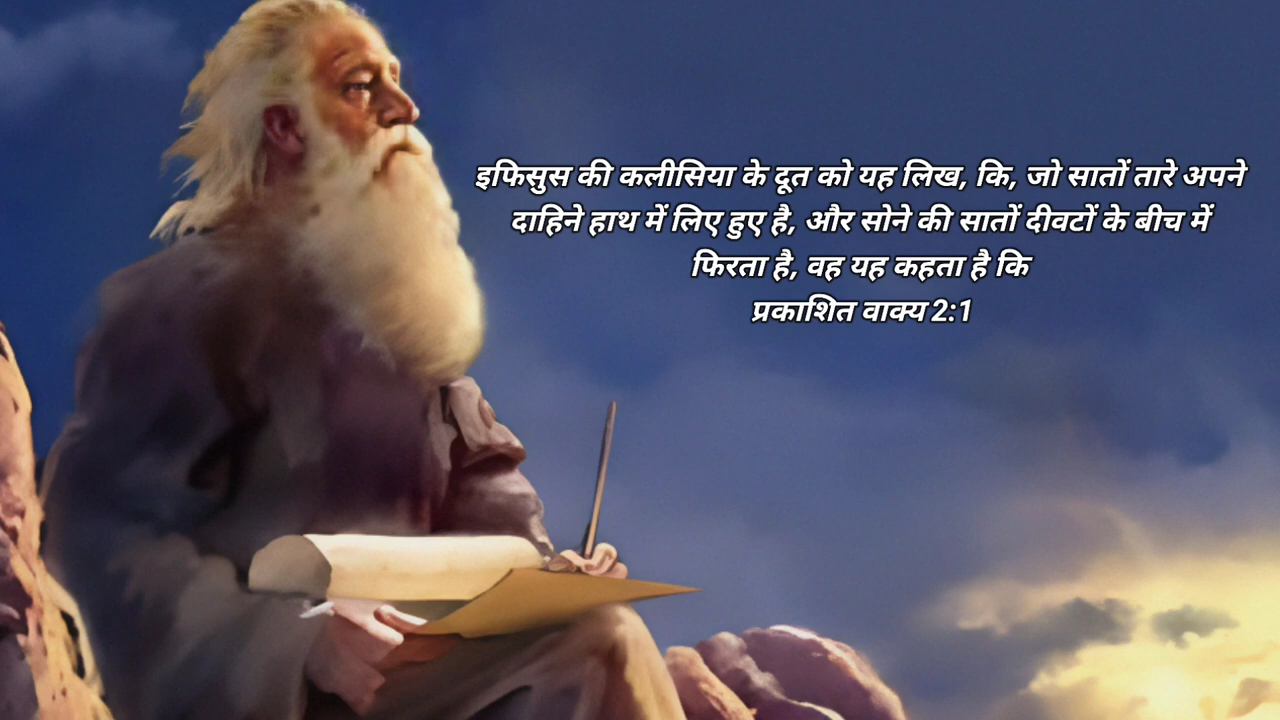 इफिसुस की कलीसिया के दूत को यह लिख, कि, जो सातों तारे अपने
दाहिने हाथ में लिए हुए है, और सोने की सातों दीवटों के बीच में
फिरता है, वह यह कहता है कि
प्रकाशित वाक्य 2:1